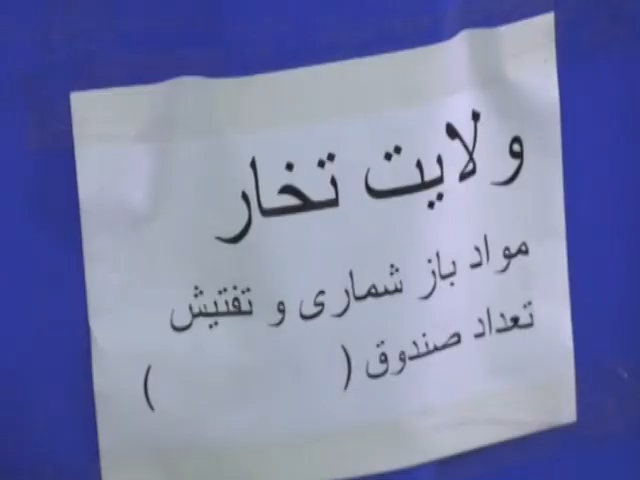 ولایت تخار
مواد باز شماری و تفتیش
تعداد صندوق (          )